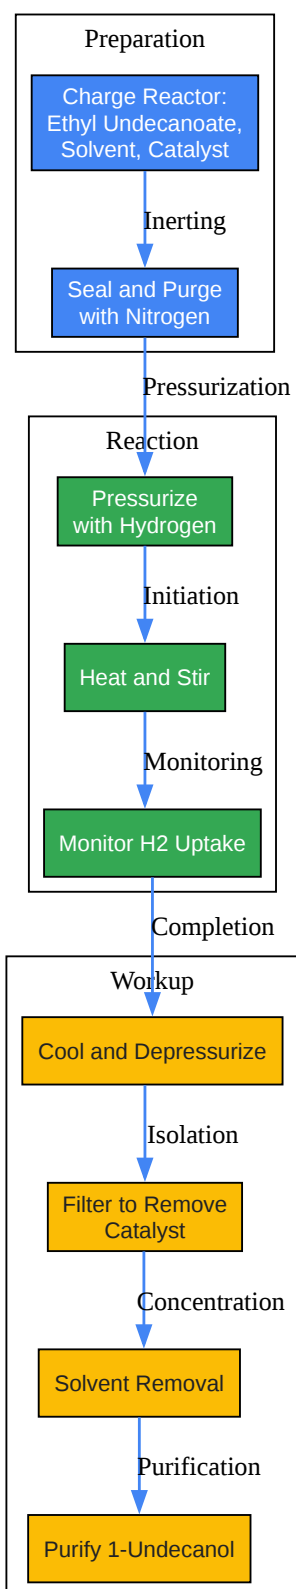 Preparation
Charge Reactor:
Ethyl Undecanoate,
Solvent, Catalyst
Inerting
Seal and Purge
with Nitrogen
Pressurization
Reaction
Pressurize
with Hydrogen
Initiation
Heat and Stir
Monitoring
Monitor H2 Uptake
Completion
Workup
Cool and Depressurize
Isolation
Filter to Remove
Catalyst
Concentration
Solvent Removal
Purification
Purify 1-Undecanol